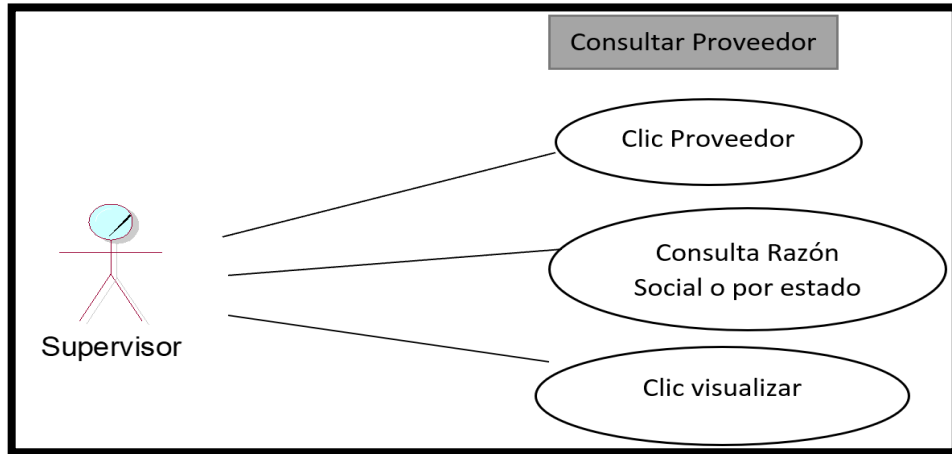 Consultar Proveedor
Clic Proveedor
Consulta Razón
Social o por estado
Supervisor
Clic visualizar